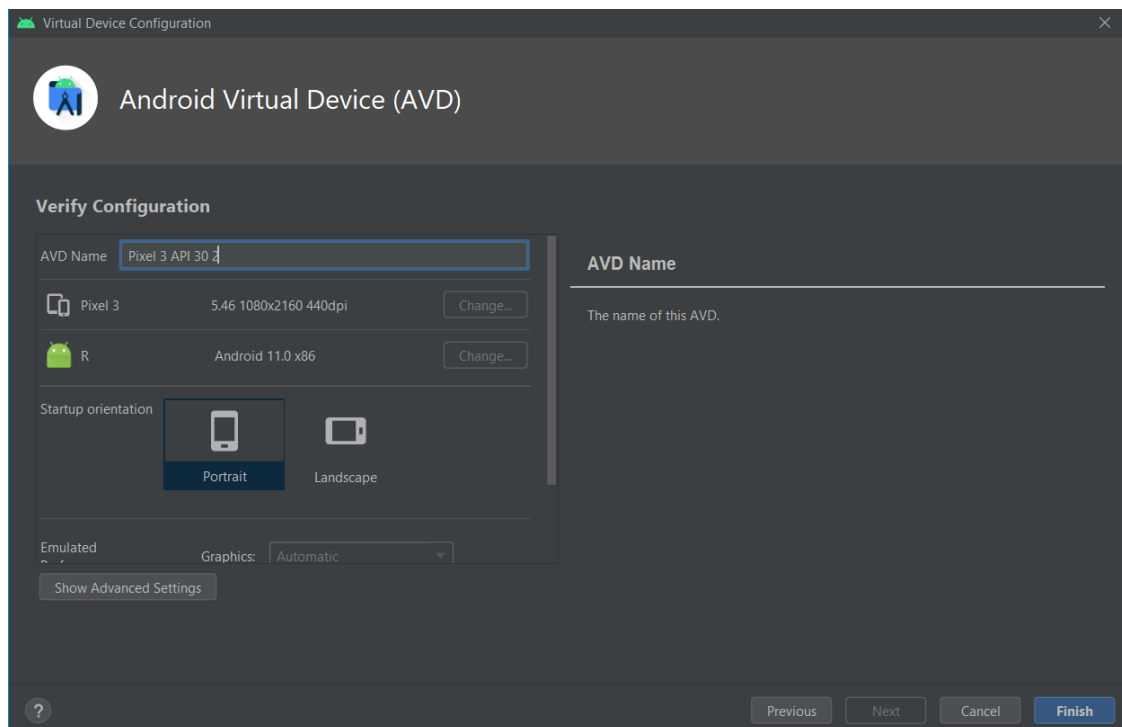 Virtual Device Configuration
Android Virtual Device (AVD)
Verify Configuration
AVD Name Pixel 3 API 30 2
Pixel 3 5.46 1080x2160 440dpi Change...
R Android 11.0 x86 Change...
Startup orientation
Portrait
Landscape
Emulated
Graphics: Automatic
Show Advanced Settings
AVD Name
The name of this AVD.
? Previous Next Cancel Finish